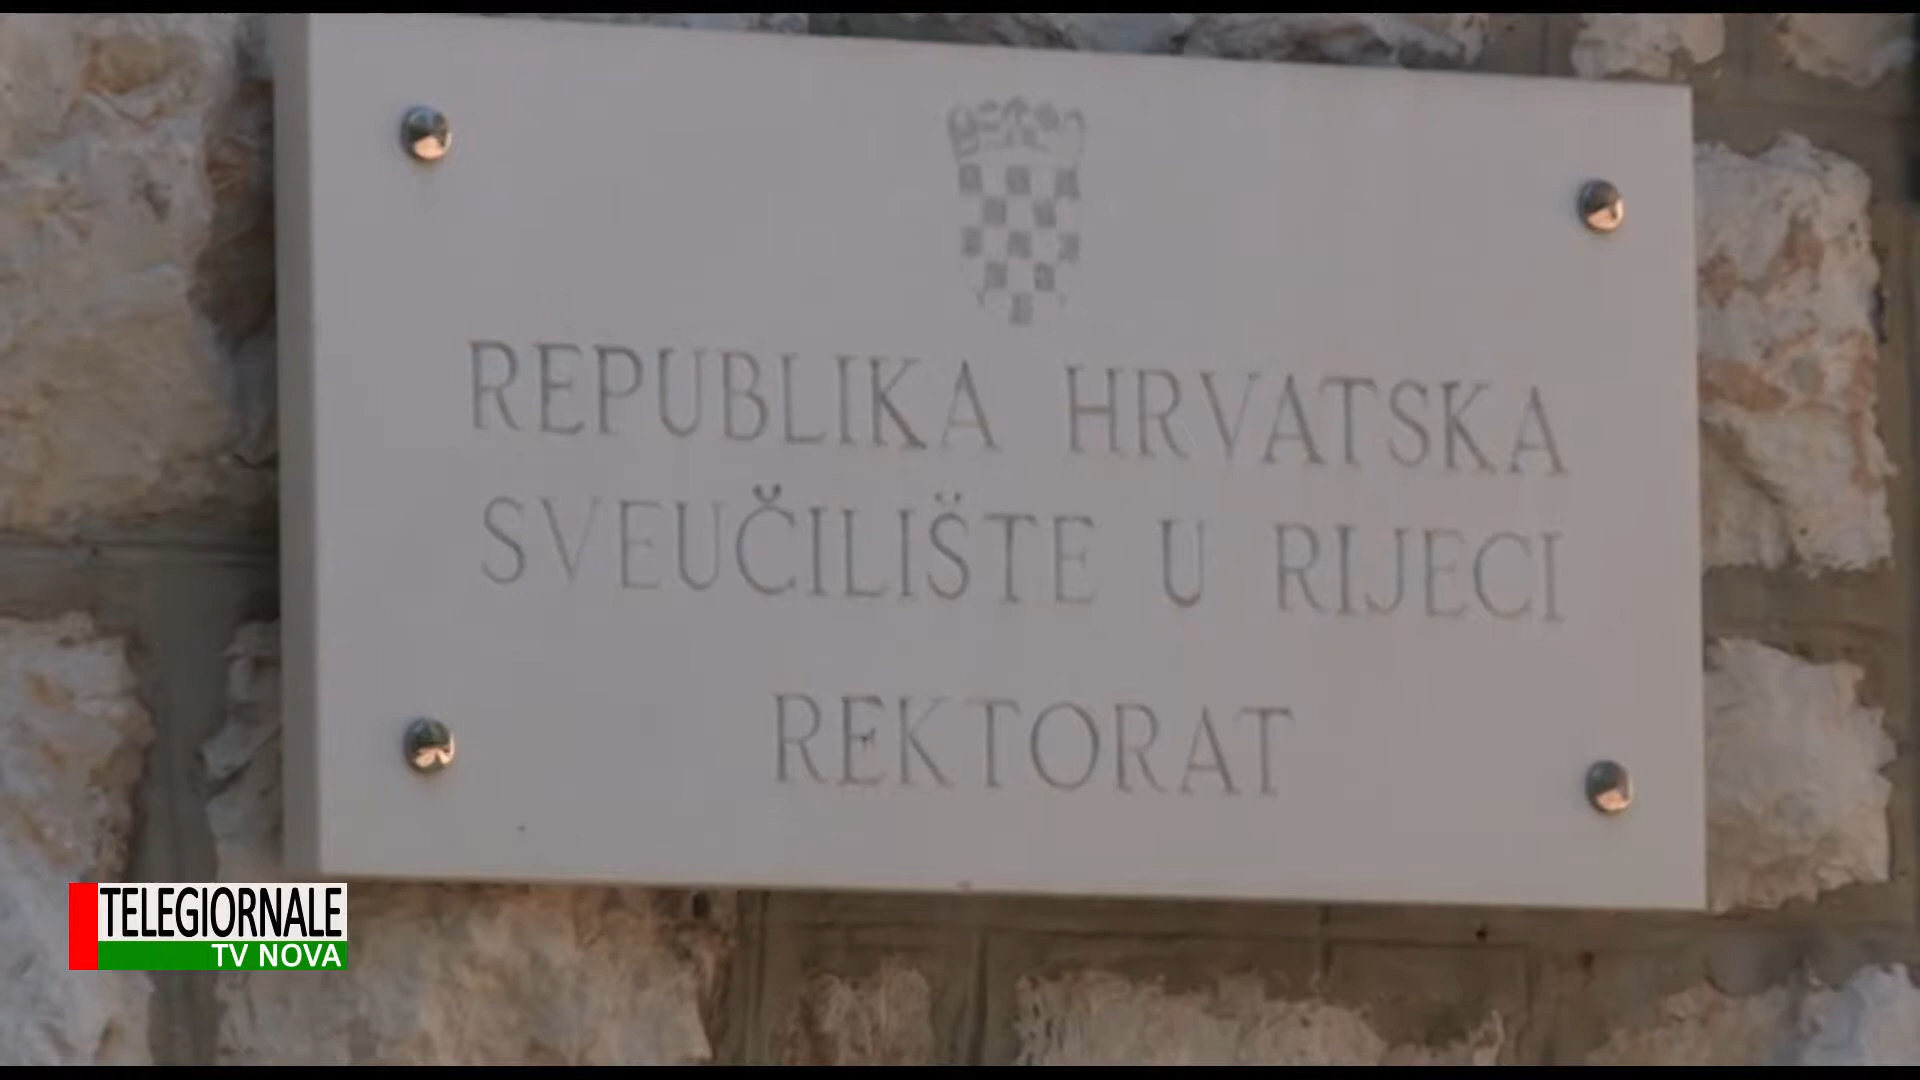 REPUBLIKA HRVATSKA
SVEUČILIŠTE U RIJECI
REKTORAT
TELEGIORNALE
TV NOVA